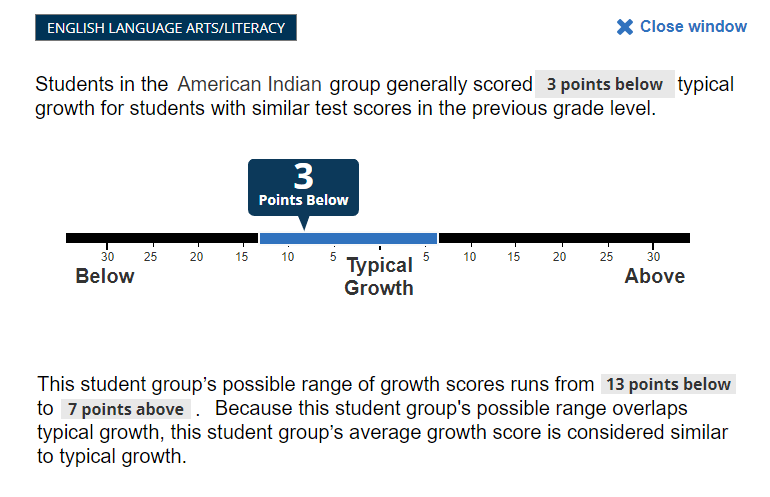 ENGLISH LANGUAGE ARTS/LITERACY
Close window
Students in the American Indian group generally scored 3 points below typical
growth for students with similar test scores in the previous grade level.
3
Points Below
30 25 20 15 10 5 5 10 15 20 25 30
Below Typical Above
Growth
This student group's possible range of growth scores runs from 13 points below
to 7 points above . Because this student group's possible range overlaps
typical growth, this student group's average growth score is considered similar
to typical growth.